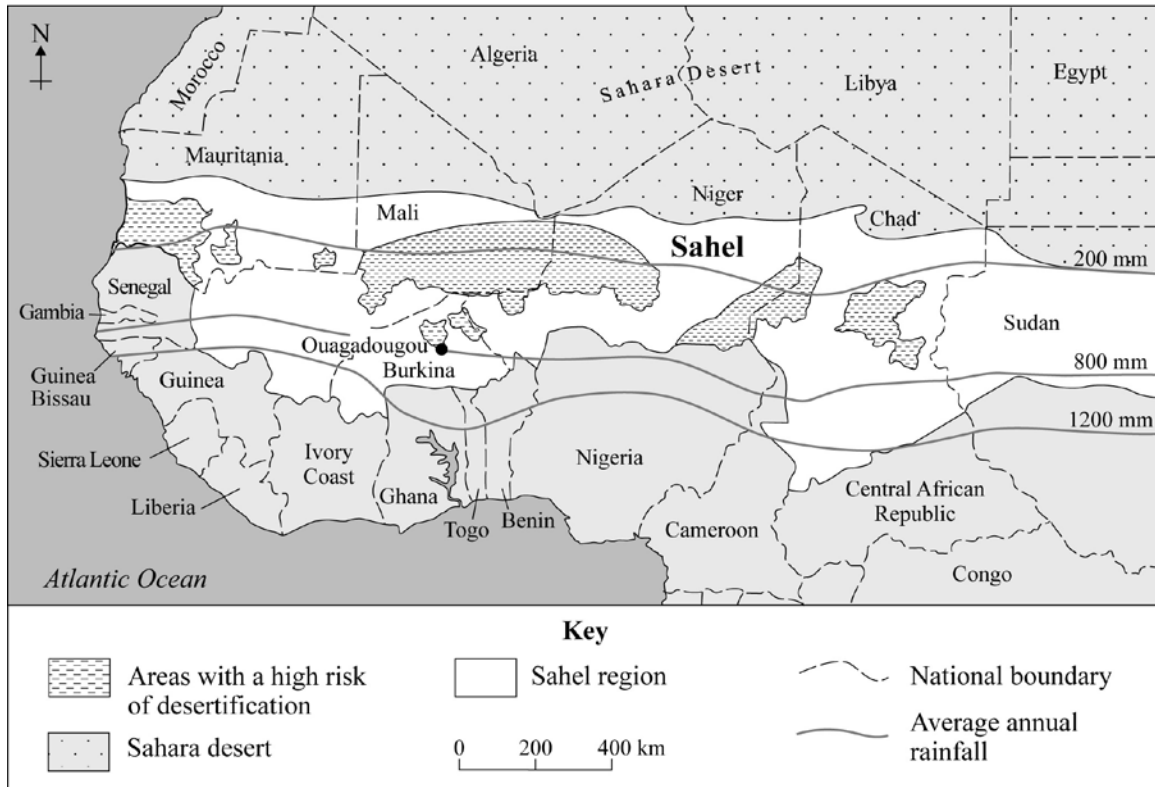 N
Morocco
Algeria
Sahara Desert
Libya
Egypt
Mauritania
Mali
Niger
Chad
Sahel
200 mm
Senegal
Gambia
Sudan
Ouagadougou
Burkina
800 mm
Guinea
Bissau
Guinea
1200 mm
Sierra Leone
Ivory
Coast
Nigeria
Liberia
Ghana
Togo
Benin
Central African
Republic
Cameroon
Congo
Atlantic Ocean
Key
Areas with a high risk
of desertification
Sahel region
National boundary
Sahara desert
0 200 400 km
Average annual
rainfall